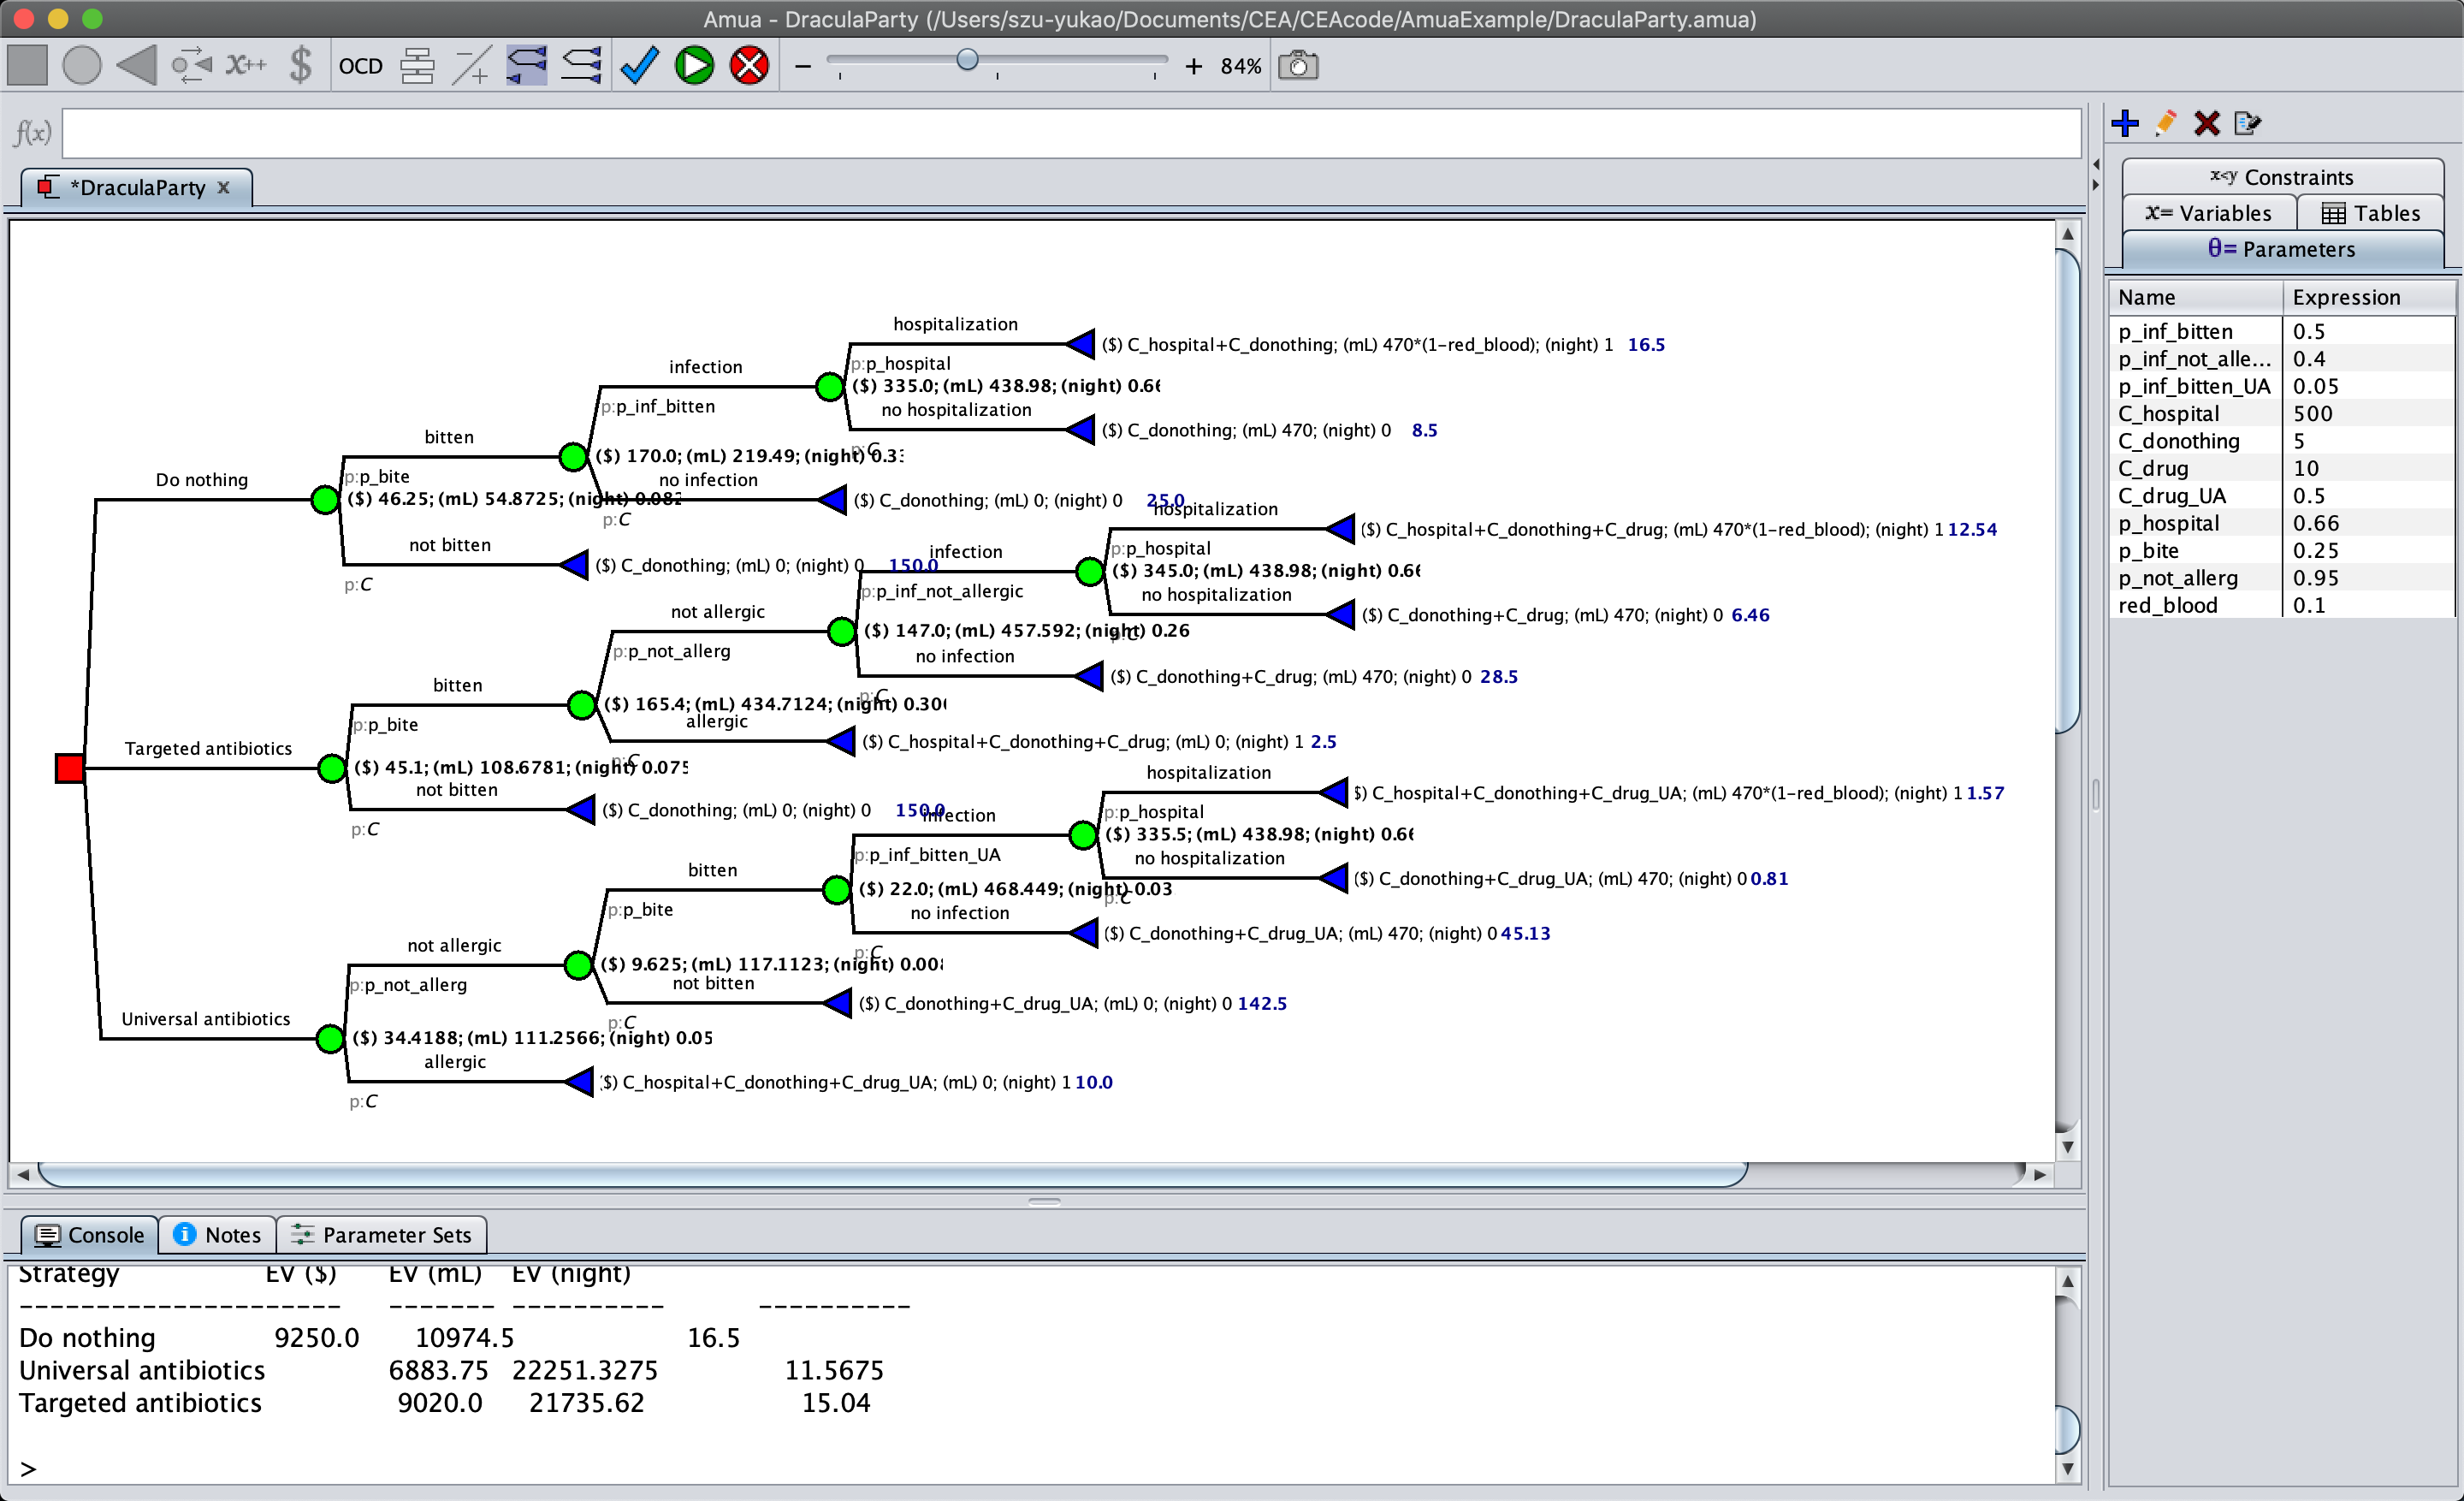 Amua - DraculaParty (/Users/szu-yukao/Documents/CEA/CEAcode/AmuaExample/DraculaParty.amua)
x++ $ OCD − + 84%
f(x)
*DraculaParty x
x<y Constraints
x= Variables Tables
θ= Parameters
Name Expression
p_inf_bitten 0.5
p_inf_not_alle... 0.4
p_inf_bitten_UA 0.05
C_hospital 500
C_donothing 5
C_drug 10
C_drug_UA 0.5
p_hospital 0.66
p_bite 0.25
p_not_allerg 0.95
red_blood 0.1
hospitalization
($) C_hospital+C_donothing; (mL) 470*(1-red_blood); (night) 1 16.5
infection
p:p_hospital
($) 335.0; (mL) 438.98; (night) 0.66
p:p_inf_bitten
no hospitalization
($) C_donothing; (mL) 470; (night) 0 8.5
bitten
p:C
($) 170.0; (mL) 219.49; (night) 0.33
p:p_bite
Do nothing
no infection
($) 46.25; (mL) 54.8725; (night) 0.082
($) C_donothing; (mL) 0; (night) 0 25.0
p:C
not bitten
($) C_donothing; (mL) 0; (night) 0 150.0
p:C
hospitalization
($) C_hospital+C_donothing+C_drug; (mL) 470*(1-red_blood); (night) 1 12.54
infection
p:p_hospital
($) 345.0; (mL) 438.98; (night) 0.66
p:p_inf_not_allergic
no hospitalization
not allergic
($) C_donothing+C_drug; (mL) 470; (night) 0 6.46
p:C
($) 147.0; (mL) 457.592; (night) 0.26
p:p_not_allerg
no infection
($) C_donothing+C_drug; (mL) 470; (night) 0 28.5
bitten
p:C
($) 165.4; (mL) 434.7124; (night) 0.306
p:p_bite
allergic
($) C_hospital+C_donothing+C_drug; (mL) 0; (night) 1 2.5
Targeted antibiotics
p:C
($) 45.1; (mL) 108.6781; (night) 0.075
not bitten
($) C_donothing; (mL) 0; (night) 0 150.0
p:C
hospitalization
$) C_hospital+C_donothing+C_drug_UA; (mL) 470*(1-red_blood); (night) 1 1.57
infection
p:p_hospital
($) 335.5; (mL) 438.98; (night) 0.66
p:p_inf_bitten_UA
no hospitalization
bitten
($) C_donothing+C_drug_UA; (mL) 470; (night) 0 0.81
p:C
($) 22.0; (mL) 468.449; (night) 0.03
p:p_bite
no infection
($) C_donothing+C_drug_UA; (mL) 470; (night) 0 45.13
not allergic
p:C
($) 9.625; (mL) 117.1123; (night) 0.008
p:p_not_allerg
not bitten
($) C_donothing+C_drug_UA; (mL) 0; (night) 0 142.5
p:C
Universal antibiotics
($) 34.4188; (mL) 111.2566; (night) 0.05
allergic
($) C_hospital+C_donothing+C_drug_UA; (mL) 0; (night) 1 10.0
p:C
Console Notes Parameter Sets
Strategy EV ($) EV (mL) EV (night)
--------------------- ------- ---------- ----------
Do nothing 9250.0 10974.5 16.5
Universal antibiotics 6883.75 22251.3275 11.5675
Targeted antibiotics 9020.0 21735.62 15.04
>